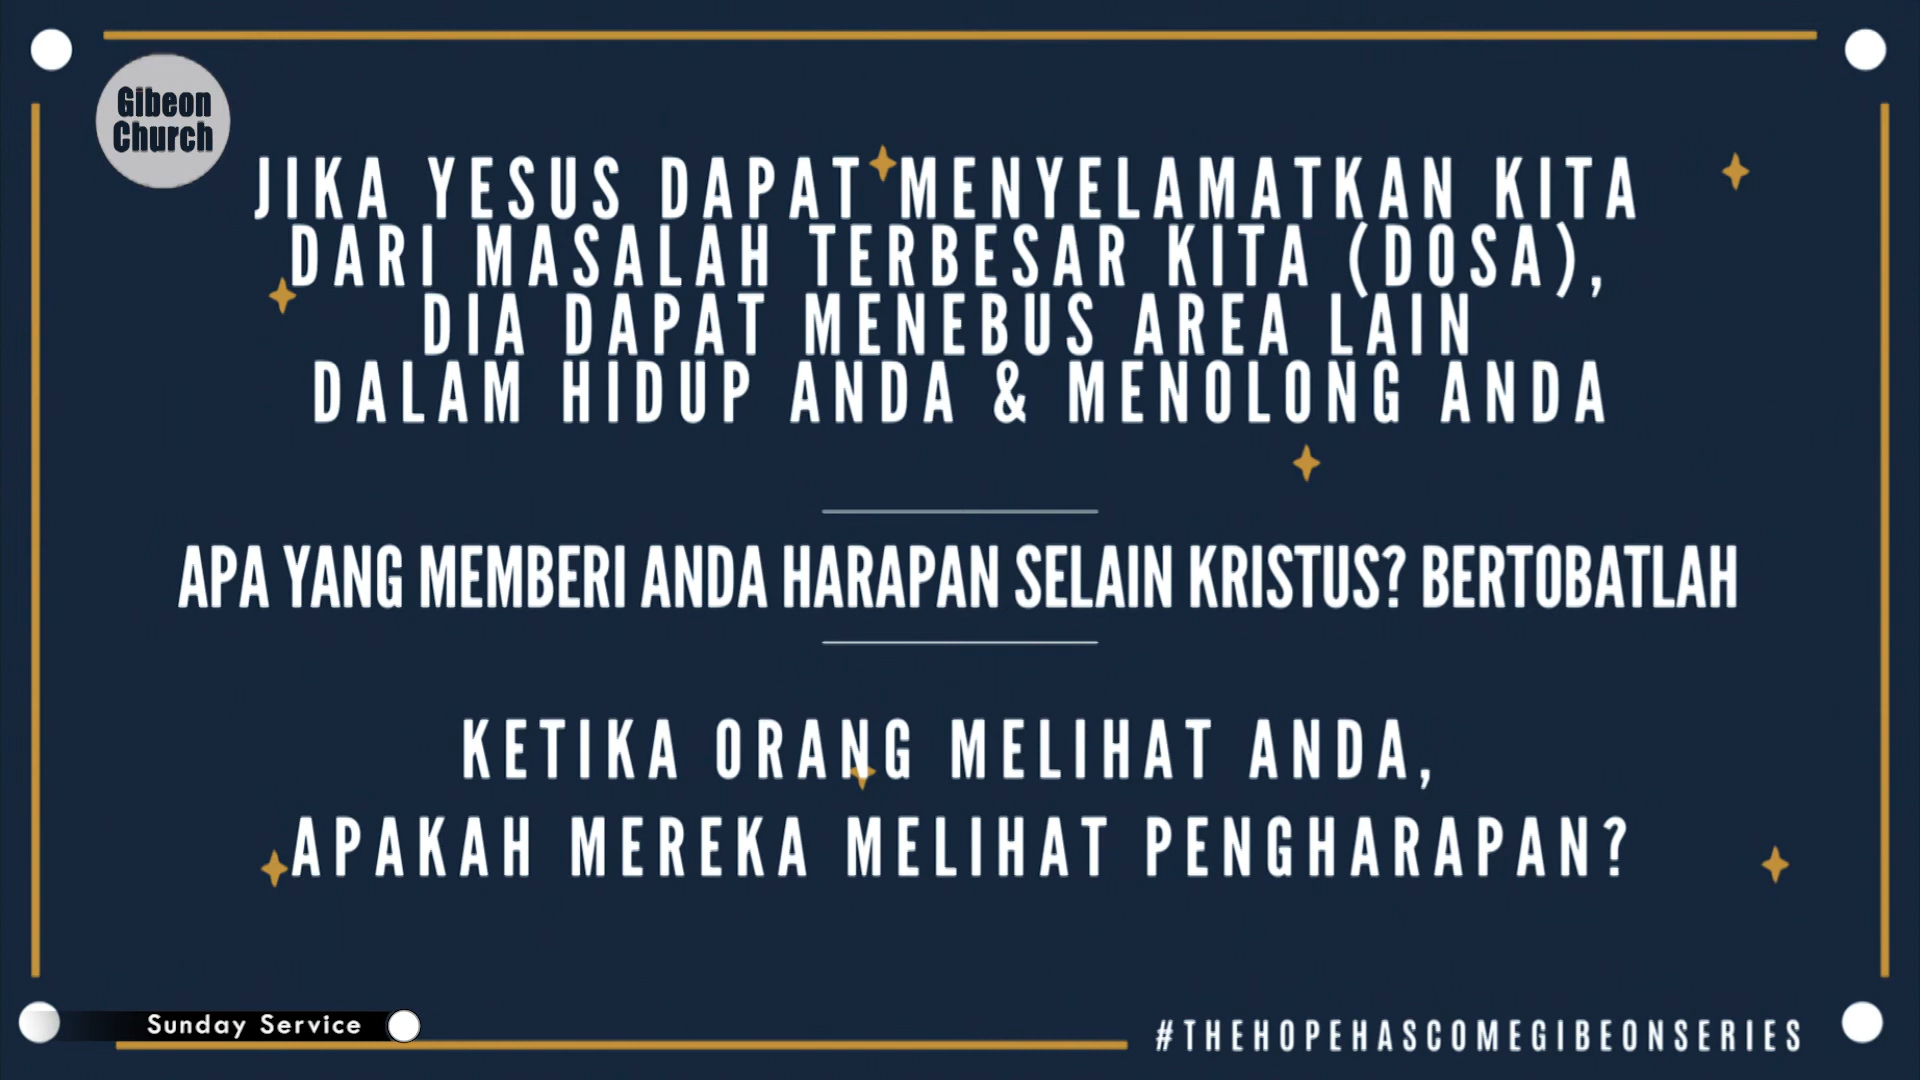 Gibeon
Church
JIKA YESUS DAPAT MENYELAMATKAN KITA
DARI MASALAH TERBESAR KITA (DOSA),
DIA DAPAT MENEBUS AREA LAIN
DALAM HIDUP ANDA & MENOLONG ANDA
APA YANG MEMBERI ANDA HARAPAN SELAIN KRISTUS? BERTOBATLAH
KETIKA ORANG MELIHAT ANDA,
APAKAH MEREKA MELIHAT PENGHARAPAN?
Sunday Service
#THEHOPEHASCOMEGIBEONSERIES